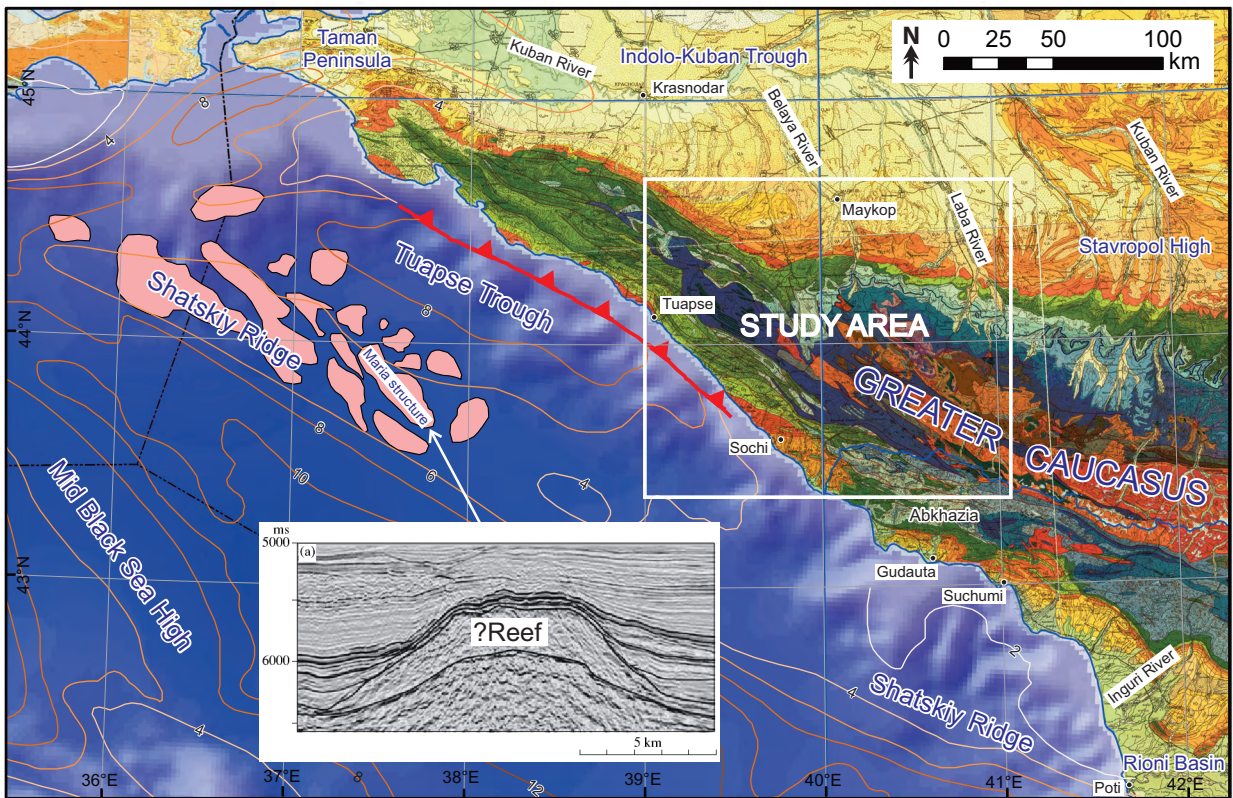 Taman
Peninsula
Kuban River
Indolo-Kuban Trough
N
0 25 50 100
km
45°N
8
4
4
Krasnodar
Belaya River
Kuban River
Maykop
Laba River
Stavropol High
Tuapse Trough
8
Shatskiy Ridge
44°N
Tuapse
STUDY AREA
Maria structure
GREATER
CAUCASUS
8
6
10
4
Sochi
Mid Black Sea High
Abkhazia
ms
5000
(a)
?Reef
6000
5 km
43°N
Gudauta
Suchumi
2
4
Shatskiy Ridge
Inguri River
4
8
12
Rioni Basin
Poti
36°E 37°E 38°E 39°E 40°E 41°E 42°E